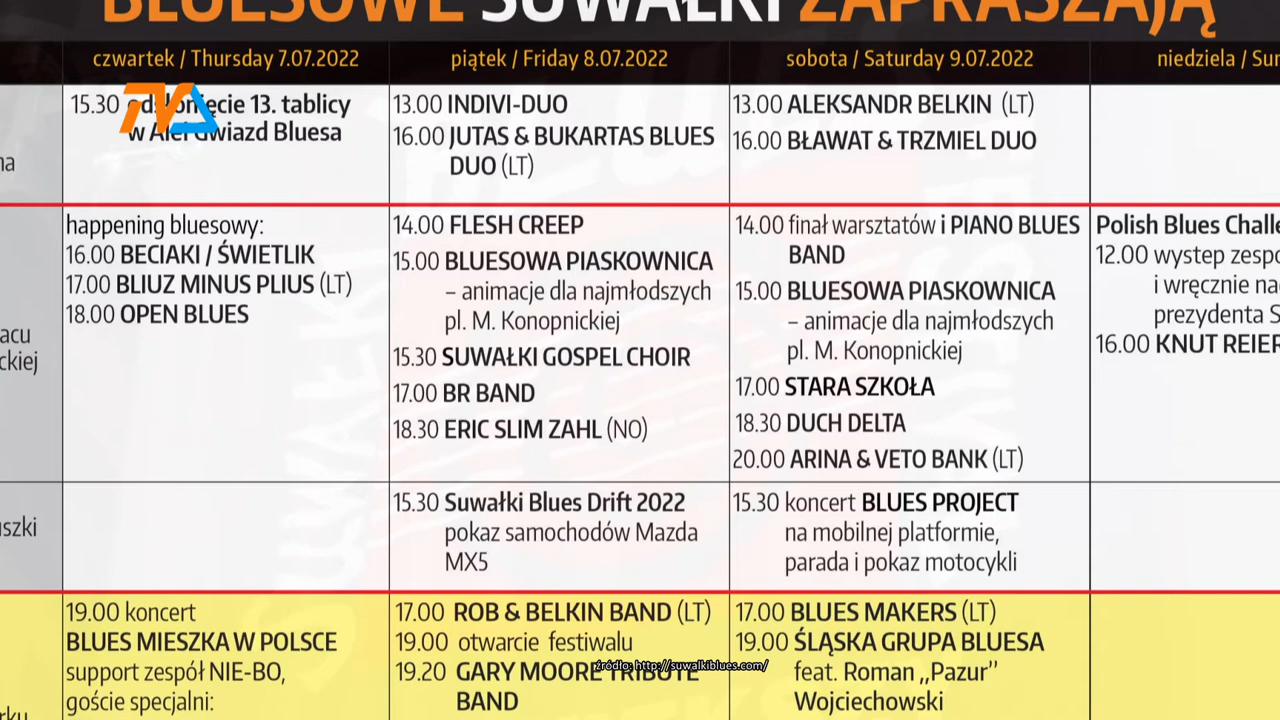 BLUESOWE SUWAŁKI ZAPRASZAJĄ
czwartek / Thursday 7.07.2022
piątek / Friday 8.07.2022
sobota / Saturday 9.07.2022
niedziela /
15.30 odsłonięcie 13. tablicy
w Alei Gwiazd Bluesa
13.00 INDIVI-DUO
16.00 JUTAS & BUKARTAS BLUES
DUO (LT)
13.00 ALEKSANDR BELKIN (LT)
16.00 BŁAWAT & TRZMIEL DUO
happening bluesowy:
16.00 BECIAKI / ŚWIETLIK
17.00 BLIUZ MINUS PLIUS (LT)
18.00 OPEN BLUES
14.00 FLESH CREEP
15.00 BLUESOWA PIASKOWNICA
– animacje dla najmłodszych
pl. M. Konopnickiej
15.30 SUWAŁKI GOSPEL CHOIR
17.00 BR BAND
18.30 ERIC SLIM ZAHL (NO)
14.00 finał warsztatów i PIANO BLUES
BAND
15.00 BLUESOWA PIASKOWNICA
– animacje dla najmłodszych
pl. M. Konopnickiej
17.00 STARA SZKOŁA
18.30 DUCH DELTA
20.00 ARINA & VETO BANK (LT)
Polish Blues Challe
12.00 wystep zespo
i wręcznie na
prezydenta S
16.00 KNUT REIER
15.30 Suwałki Blues Drift 2022
pokaz samochodów Mazda
MX5
15.30 koncert BLUES PROJECT
na mobilnej platformie,
parada i pokaz motocykli
19.00 koncert
BLUES MIESZKA W POLSCE
support zespół NIE-BO,
goście specjalni:
17.00 ROB & BELKIN BAND (LT)
19.00 otwarcie festiwalu
19.20 GARY MOORE TRIBUTE
BAND
17.00 BLUES MAKERS (LT)
19.00 ŚLĄSKA GRUPA BLUESA
feat. Roman ,,Pazur’’
Wojciechowski
źródło: http://suwalkiblues.com/